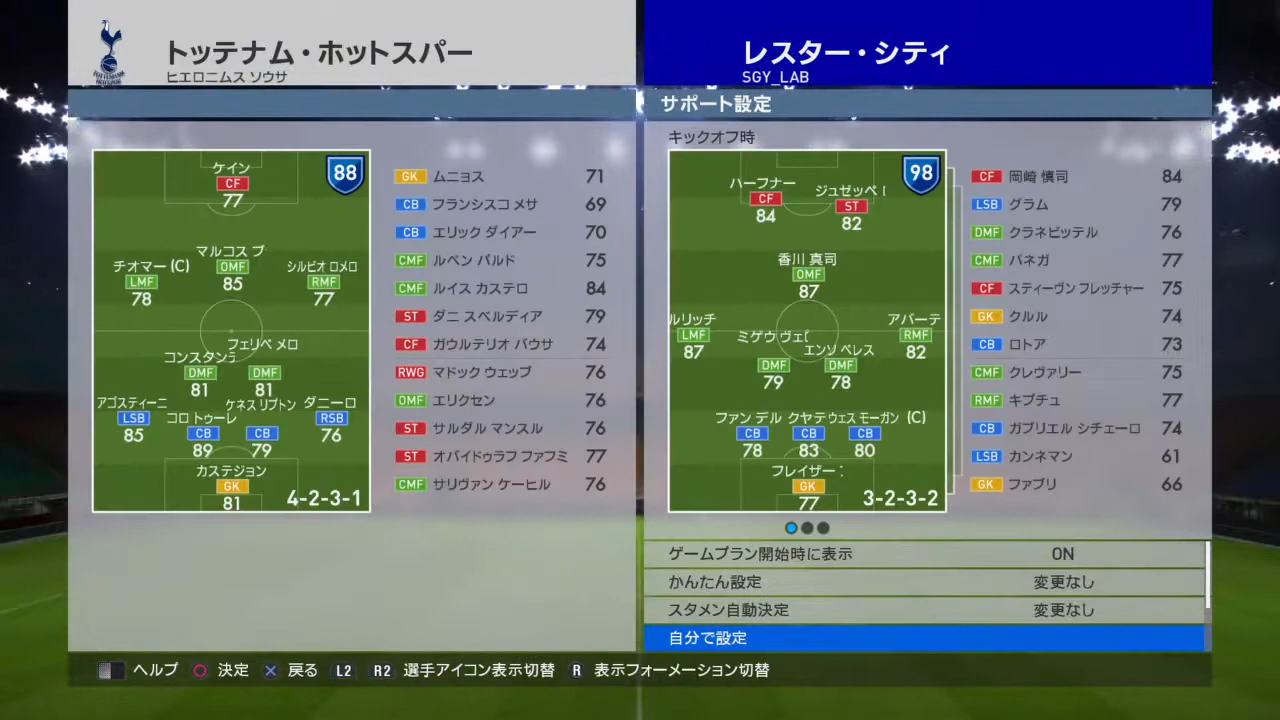 トッテナム・ホットスパー
ヒエロニムス ソウサ
レスター・シティ
SGY_LAB
サポート設定
キックオフ時
ケイン
CF
77
88
マルコス ブ
OMF
85
チオマー (C)
LMF
78
シルビオ ロメロ
RMF
77
フェリペ メロ
DMF
81
コンスタンテ
DMF
81
アゴスティーニ
LSB
85
コロ トゥーレ
CB
89
ケネス リプトン
CB
79
ダニーロ
RSB
76
カステジョン
GK
81
4-2-3-1
GK ムニョス 71
CB フランシスコ メサ 69
CB エリック ダイアー 70
CMF ルベン パルド 75
CMF ルイス カステロ 84
ST ダニ スベルディア 79
CF ガウルテリオ バウサ 74
RWG マドック ウェッブ 76
OMF エリクセン 76
ST サルダル マンスル 76
ST オバイドゥラフ ファフミ 77
CMF サリヴァン ケーヒル 76
ハーフナー
CF
84
ジュゼッペ
ST
82
98
香川 真司
OMF
87
ルリッチ
LMF
87
アバーテ
RMF
82
ミゲウ ヴェ
DMF
79
エンソ ペレス
DMF
78
ファン デル
CB
78
クヤテ
CB
83
ウェス モーガン (C)
CB
80
フレイザー
GK
77
3-2-3-2
CF 岡崎 慎司 84
LSB グラム 79
DMF クラネビッテル 76
CMF バネガ 77
CF スティーヴン フレッチャー 75
GK クルル 74
CB ロトア 73
CMF クレヴァリー 75
RMF キプチュ 77
CB ガブリエル シチェーロ 74
LSB カンネマン 61
GK ファブリ 66
ゲームプラン開始時に表示 ON
かんたん設定 変更なし
スタメン自動決定 変更なし
自分で設定
ヘルプ 決定 戻る L2 R2 選手アイコン表示切替 R 表示フォーメーション切替